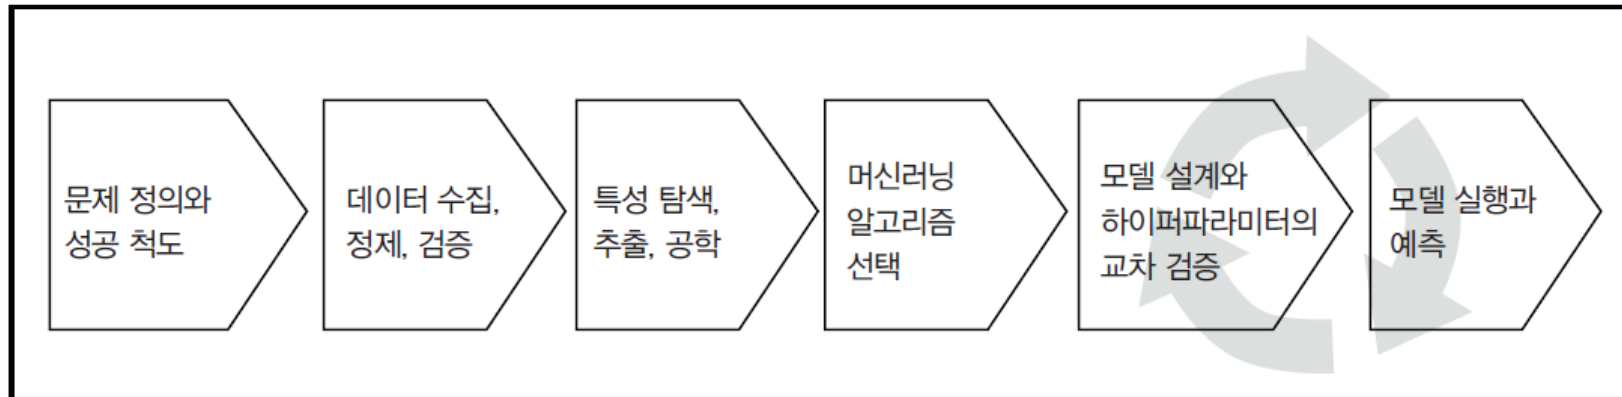 문제 정의와
성공 척도
데이터 수집,
정제, 검증
특성 탐색,
추출, 공학
머신러닝
알고리즘
선택
모델 설계와
하이퍼파라미터의
교차 검증
모델 실행과
예측